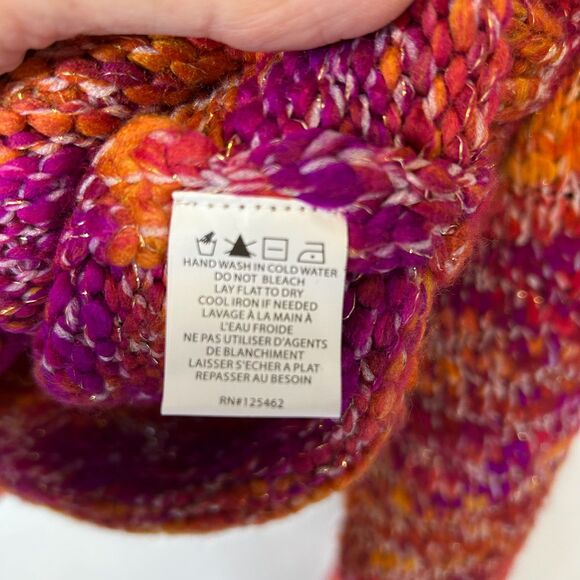 HAND WASH IN COLD WATER
DO NOT BLEACH
LAY FLAT TO DRY
COOL IRON IF NEEDED
LAVAGE À LA MAIN À
L'EAU FROIDE
NE PAS UTILISER D'AGENTS
DE BLANCHIMENT
LAISSER S'ECHER A PLAT
REPASSER AU BESOIN
RN#125462